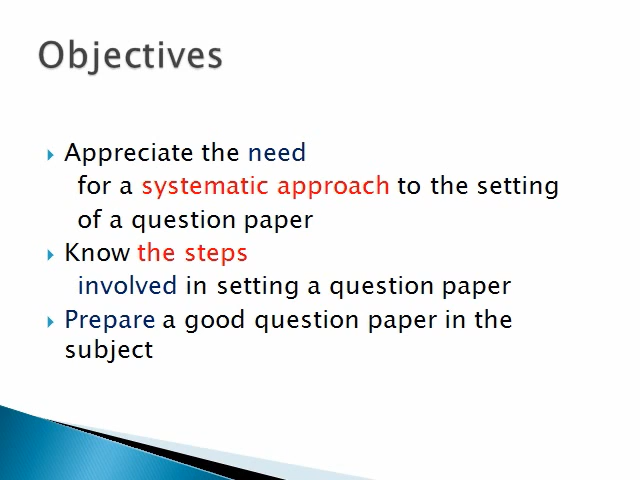 Objectives
Appreciate the need
for a systematic approach to the setting
of a question paper
Know the steps
involved in setting a question paper
Prepare a good question paper in the
subject